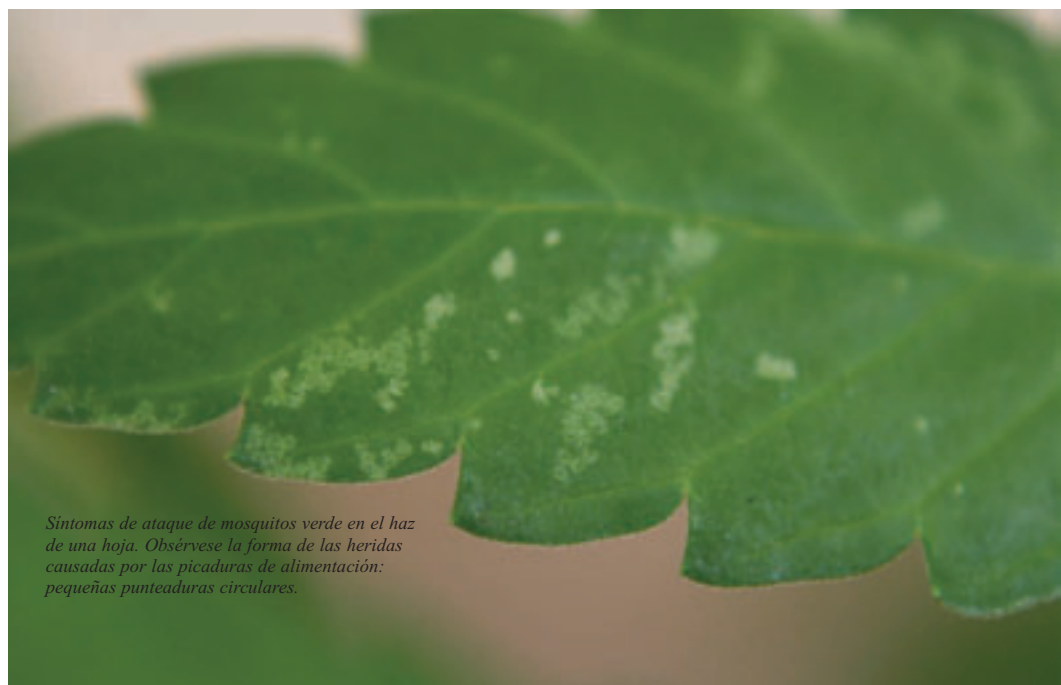 Síntomas de ataque de mosquitos verde en el haz
de una hoja. Obsérvese la forma de las heridas
causadas por las picaduras de alimentación:
pequeñas punteaduras circulares.